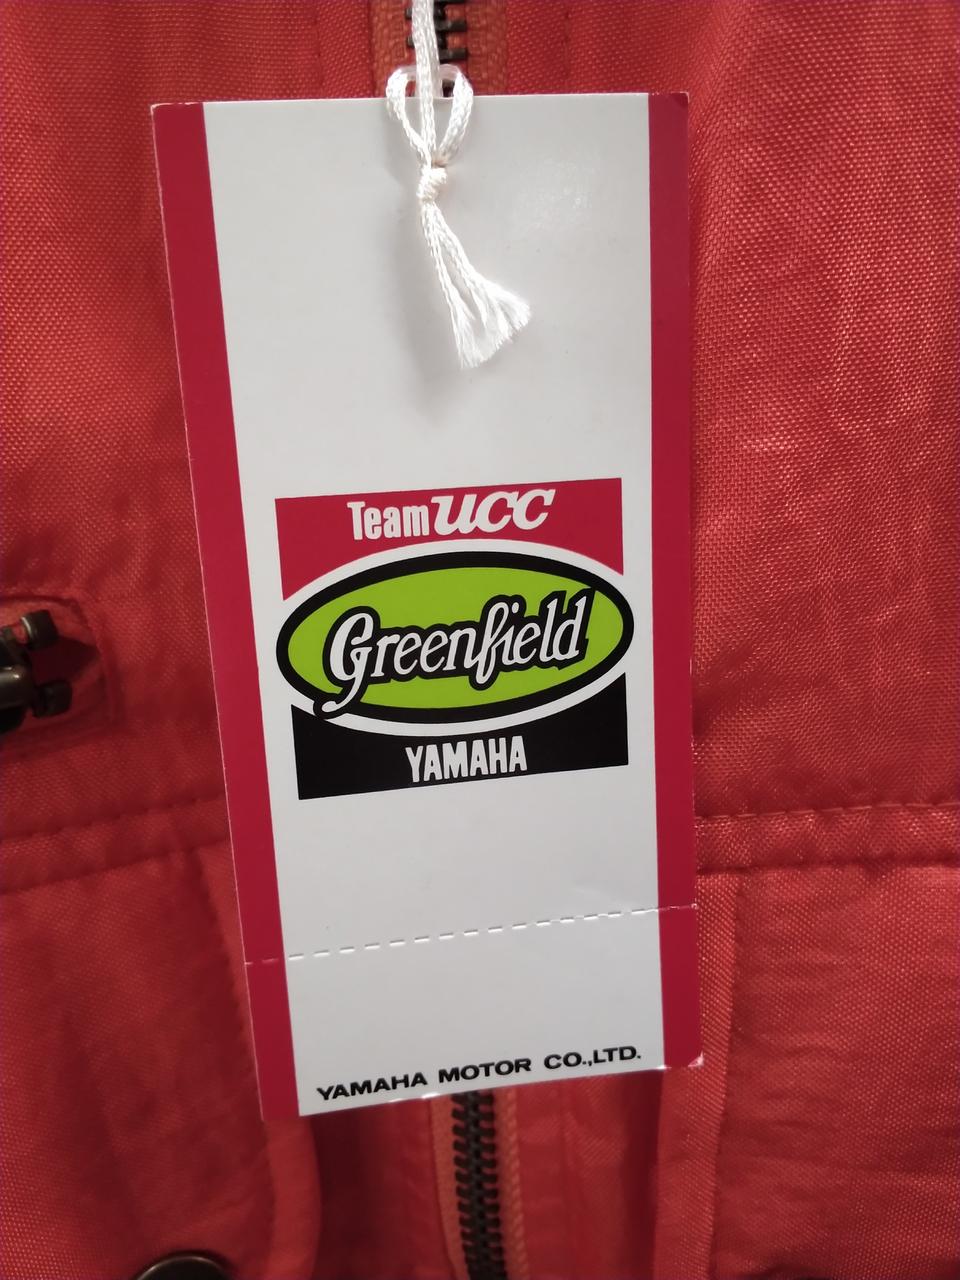 Team UCC
Greenfield
YAMAHA
YAMAHA MOTOR CO.,LTD.